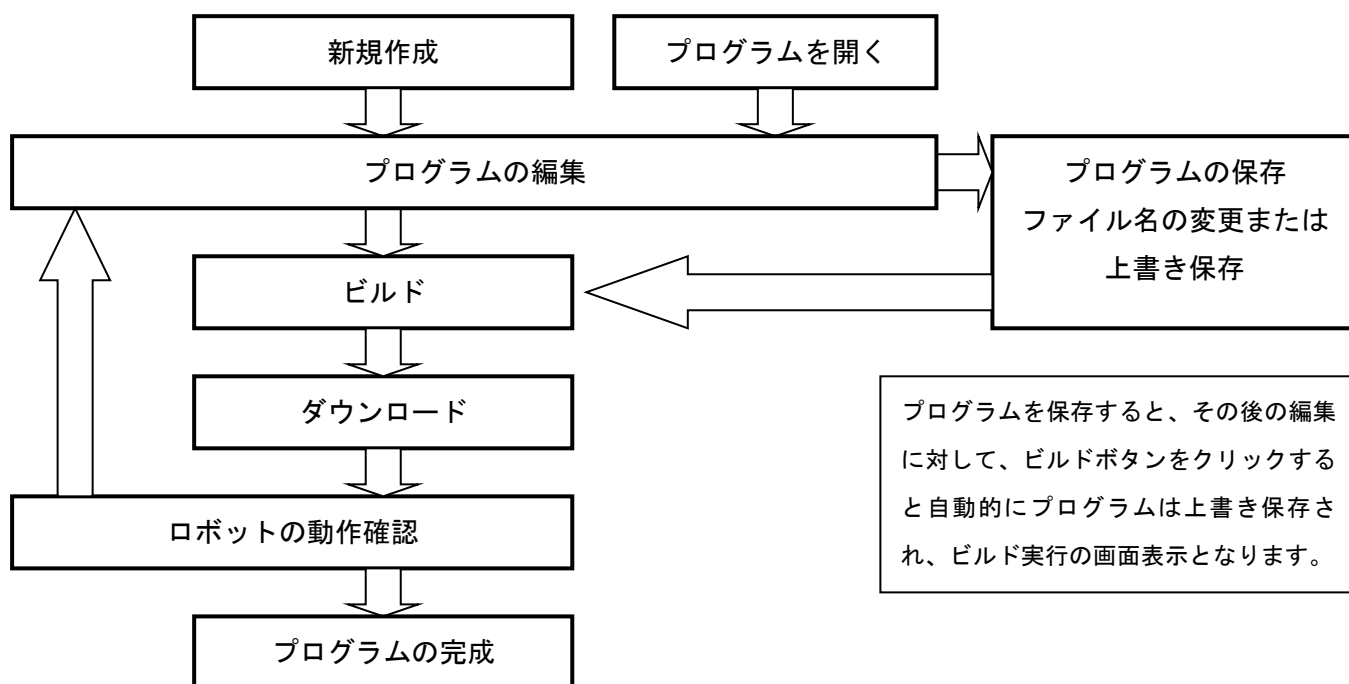 新規作成
プログラムを開く
プログラムの編集
プログラムの保存
ファイル名の変更または
上書き保存
ビルド
ダウンロード
プログラムを保存すると、その後の編集
に対して、ビルドボタンをクリックする
と自動的にプログラムは上書き保存さ
れ、ビルド実行の画面表示となります。
ロボットの動作確認
プログラムの完成